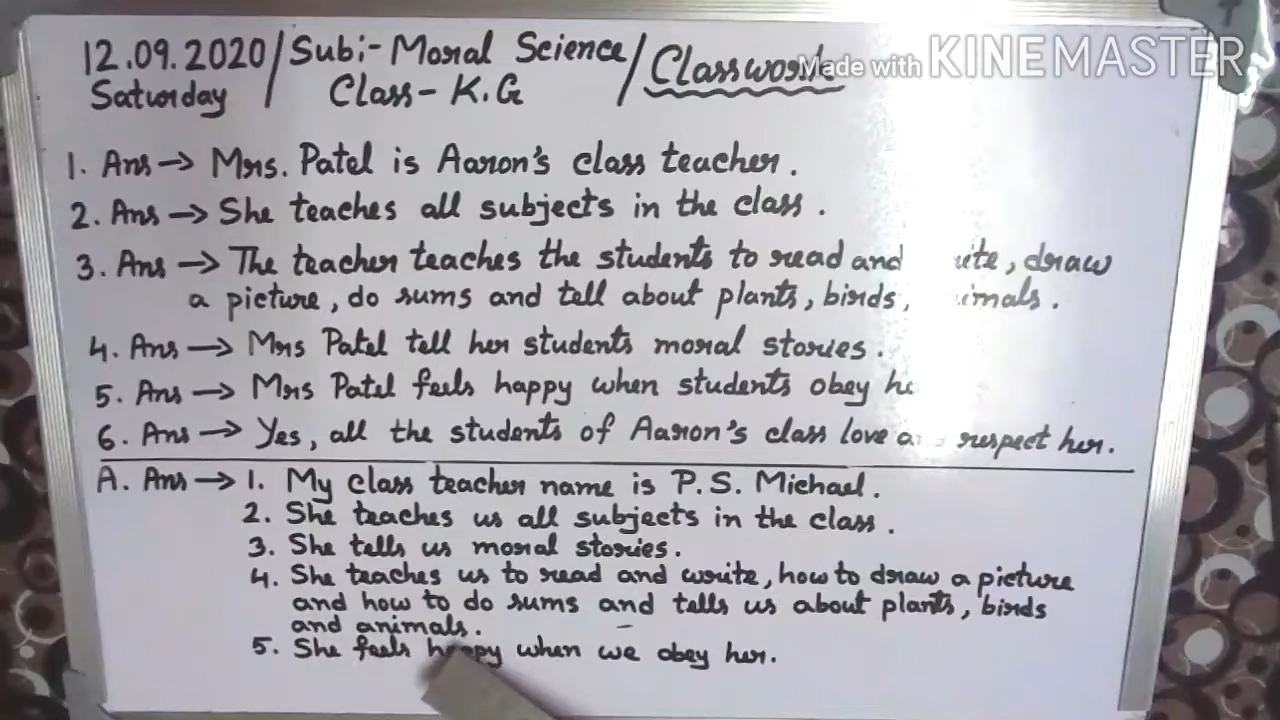 12.09.2020/ Sub:- Moral Science / Classwork
Saturday Class- K.G
Made with KINEMASTER
1. Ans → Mrs. Patel is Aaron's class teacher.
2. Ans → She teaches all subjects in the class.
3. Ans → The teacher teaches the students to read and , draw
a picture, do sums and tell about plants, birds, .
4. Ans → Mrs Patel tell her students moral stories.
5. Ans → Mrs Patel feels happy when students obey
6. Ans → Yes, all the students of Aaron's class love respect her.
A. Ans → 1. My class teacher name is P.S. Michael.
2. She teaches us all subjects in the class.
3. She tells us moral stories.
4. She teaches us to read and write, how to draw a picture
and how to do sums and tells us about plants, birds
and animals.
5. She feels happy when we obey her.